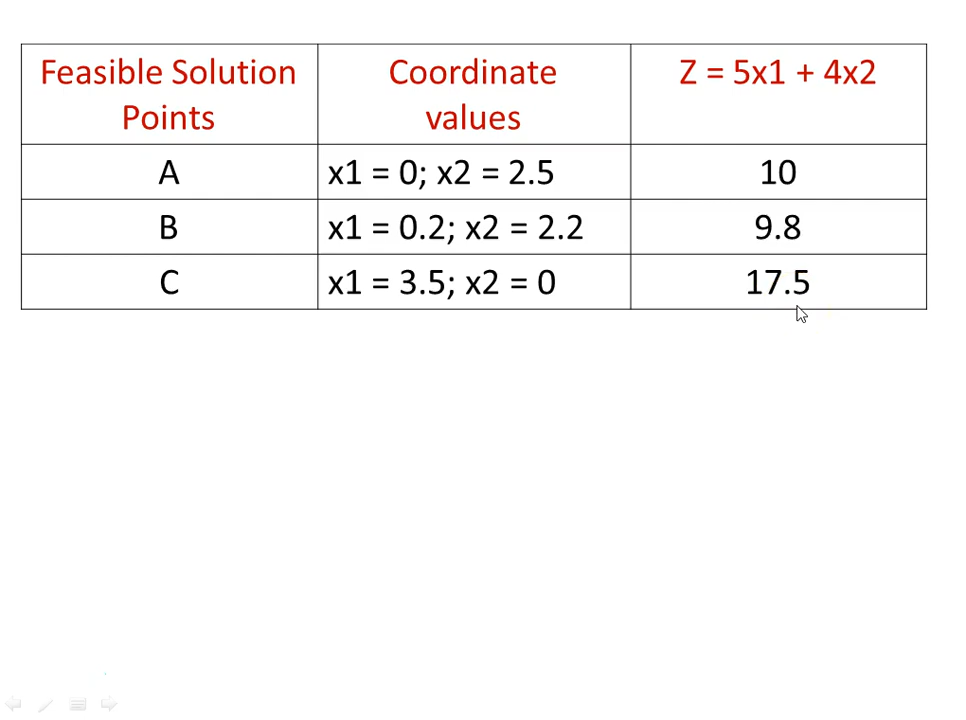 Feasible Solution Points
Coordinate values
Z = 5x1 + 4x2
A
x1 = 0; x2 = 2.5
10
B
x1 = 0.2; x2 = 2.2
9.8
C
x1 = 3.5; x2 = 0
17.5